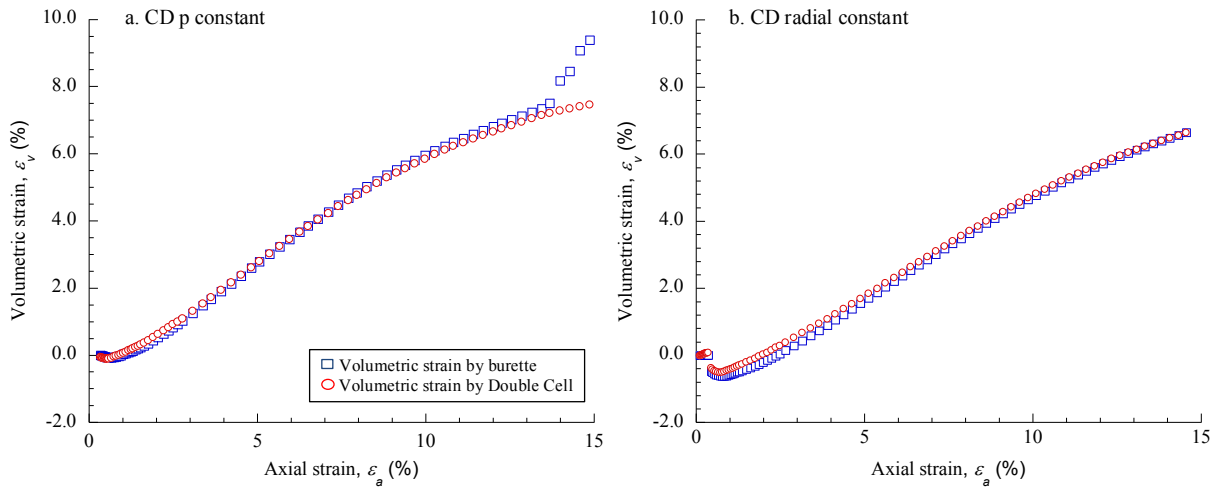 a. CD p constant
10.0
8.0
6.0
4.0
2.0
0.0
-2.0
Volumetric strain, εv (%)
0
5
10
15
Axial strain, εa (%)
Volumetric strain by burette
Volumetric strain by Double Cell
b. CD radial constant
10.0
8.0
6.0
4.0
2.0
0.0
-2.0
Volumetric strain, εv (%)
0
5
10
15
Axial strain, εa (%)